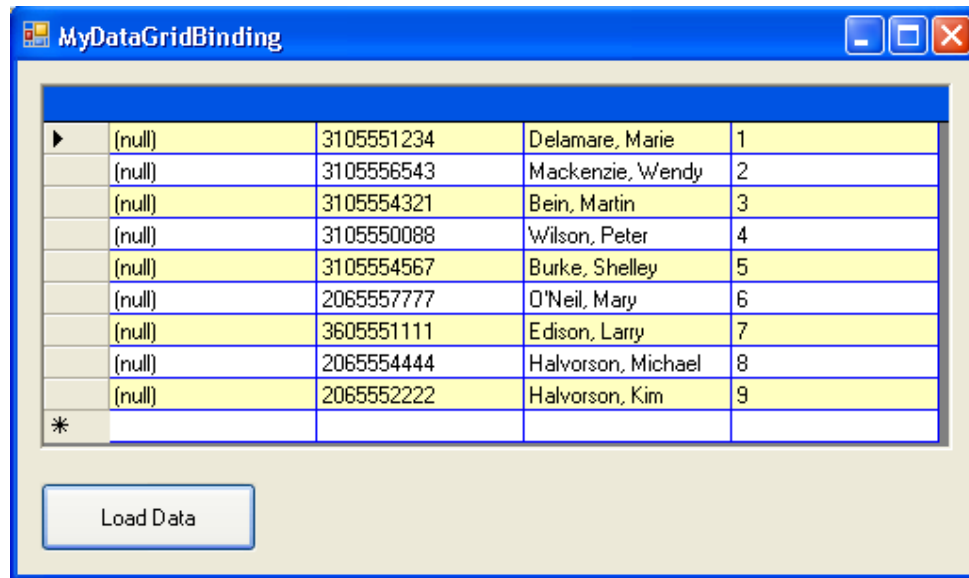 MyDataGridBinding
(null) 3105551234 Delamare, Marie 1
(null) 3105556543 Mackenzie, Wendy 2
(null) 3105554321 Bein, Martin 3
(null) 3105550088 Wilson, Peter 4
(null) 3105554567 Burke, Shelley 5
(null) 2065557777 O'Neil, Mary 6
(null) 3605551111 Edison, Larry 7
(null) 2065554444 Halvorson, Michael 8
(null) 2065552222 Halvorson, Kim 9
*
Load Data